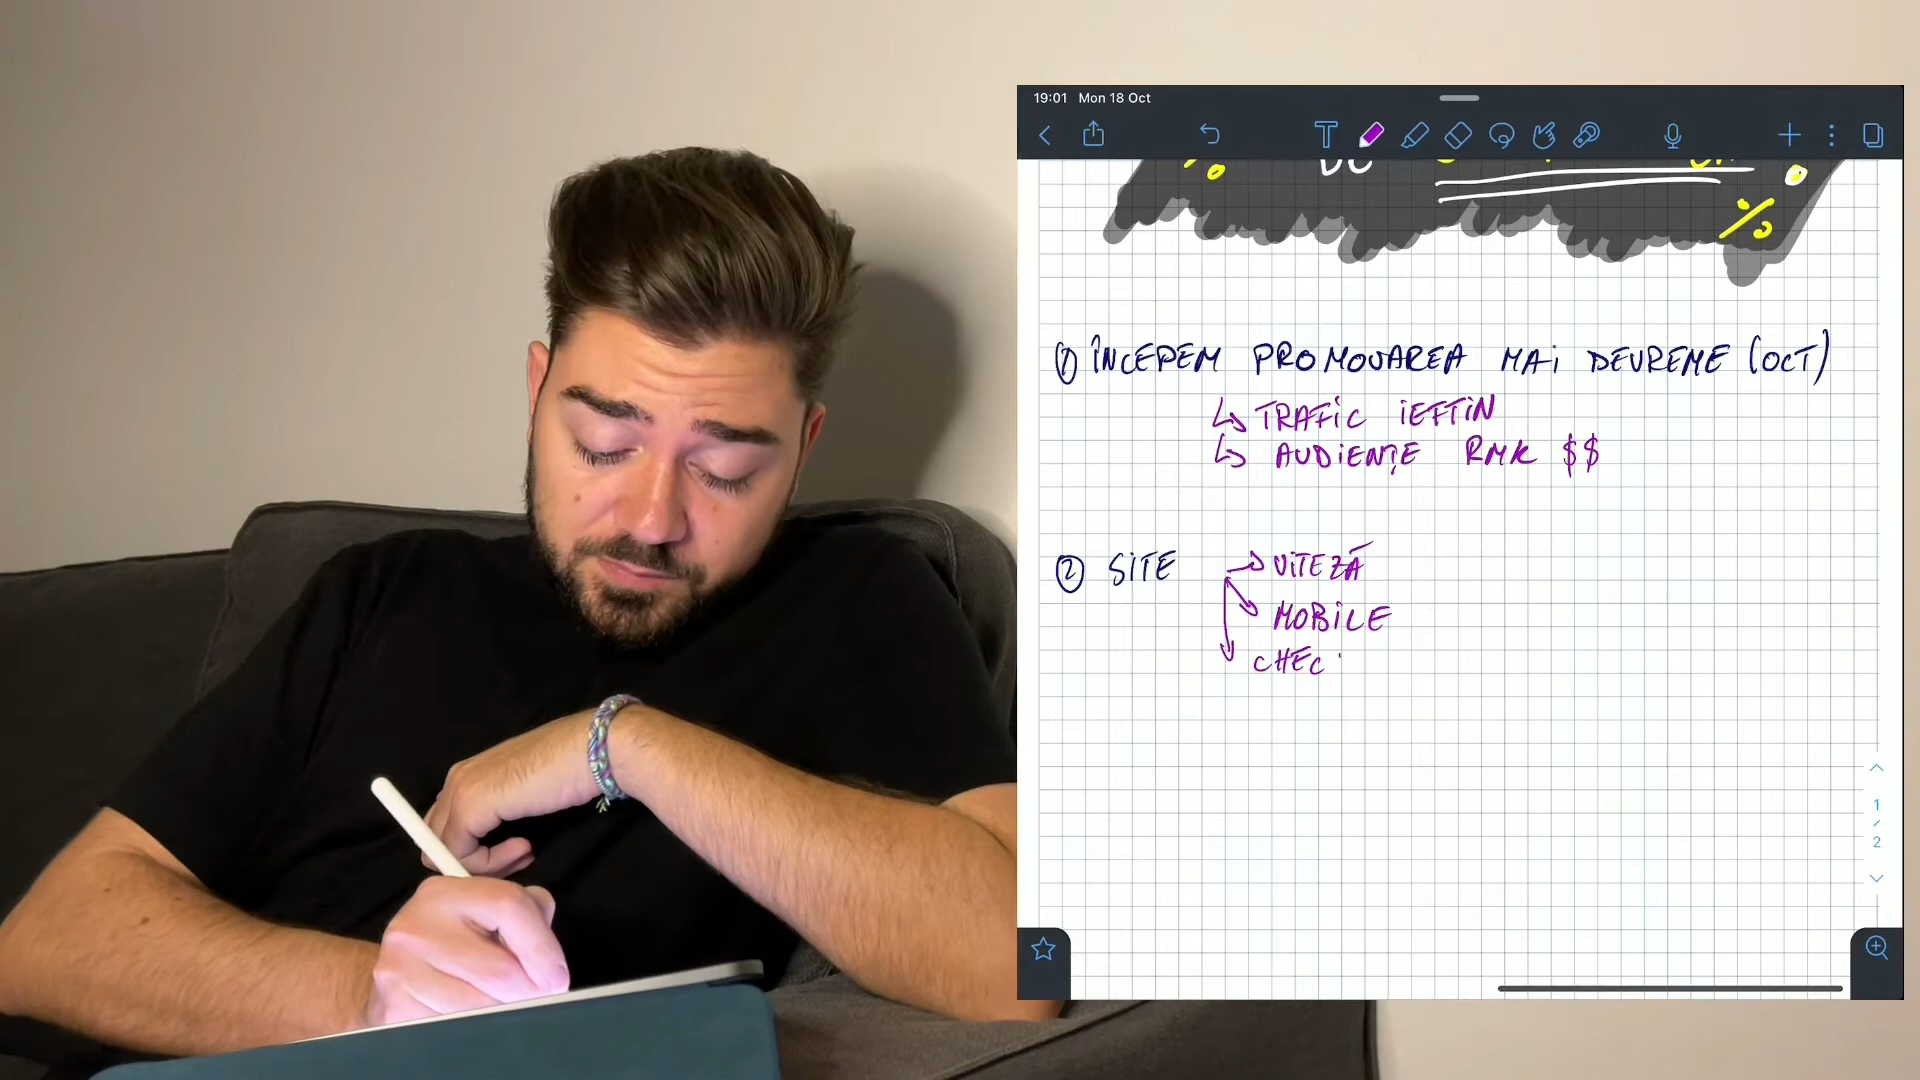 19:01 Mon 18 Oct
T
① ÎNCEPEM PROMOVAREA MAi DEVREME (OCT)
↳ TRAFiC iEFTiN
↳ AUDiENȚE RMK $$
② SiTE → ViTEZĂ
MOBiLE
CHEC
1
/
2